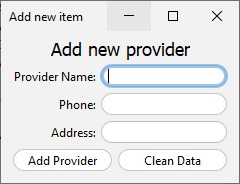 Add new item
Add new provider
Provider Name:
Phone:
Address:
Add Provider Clean Data